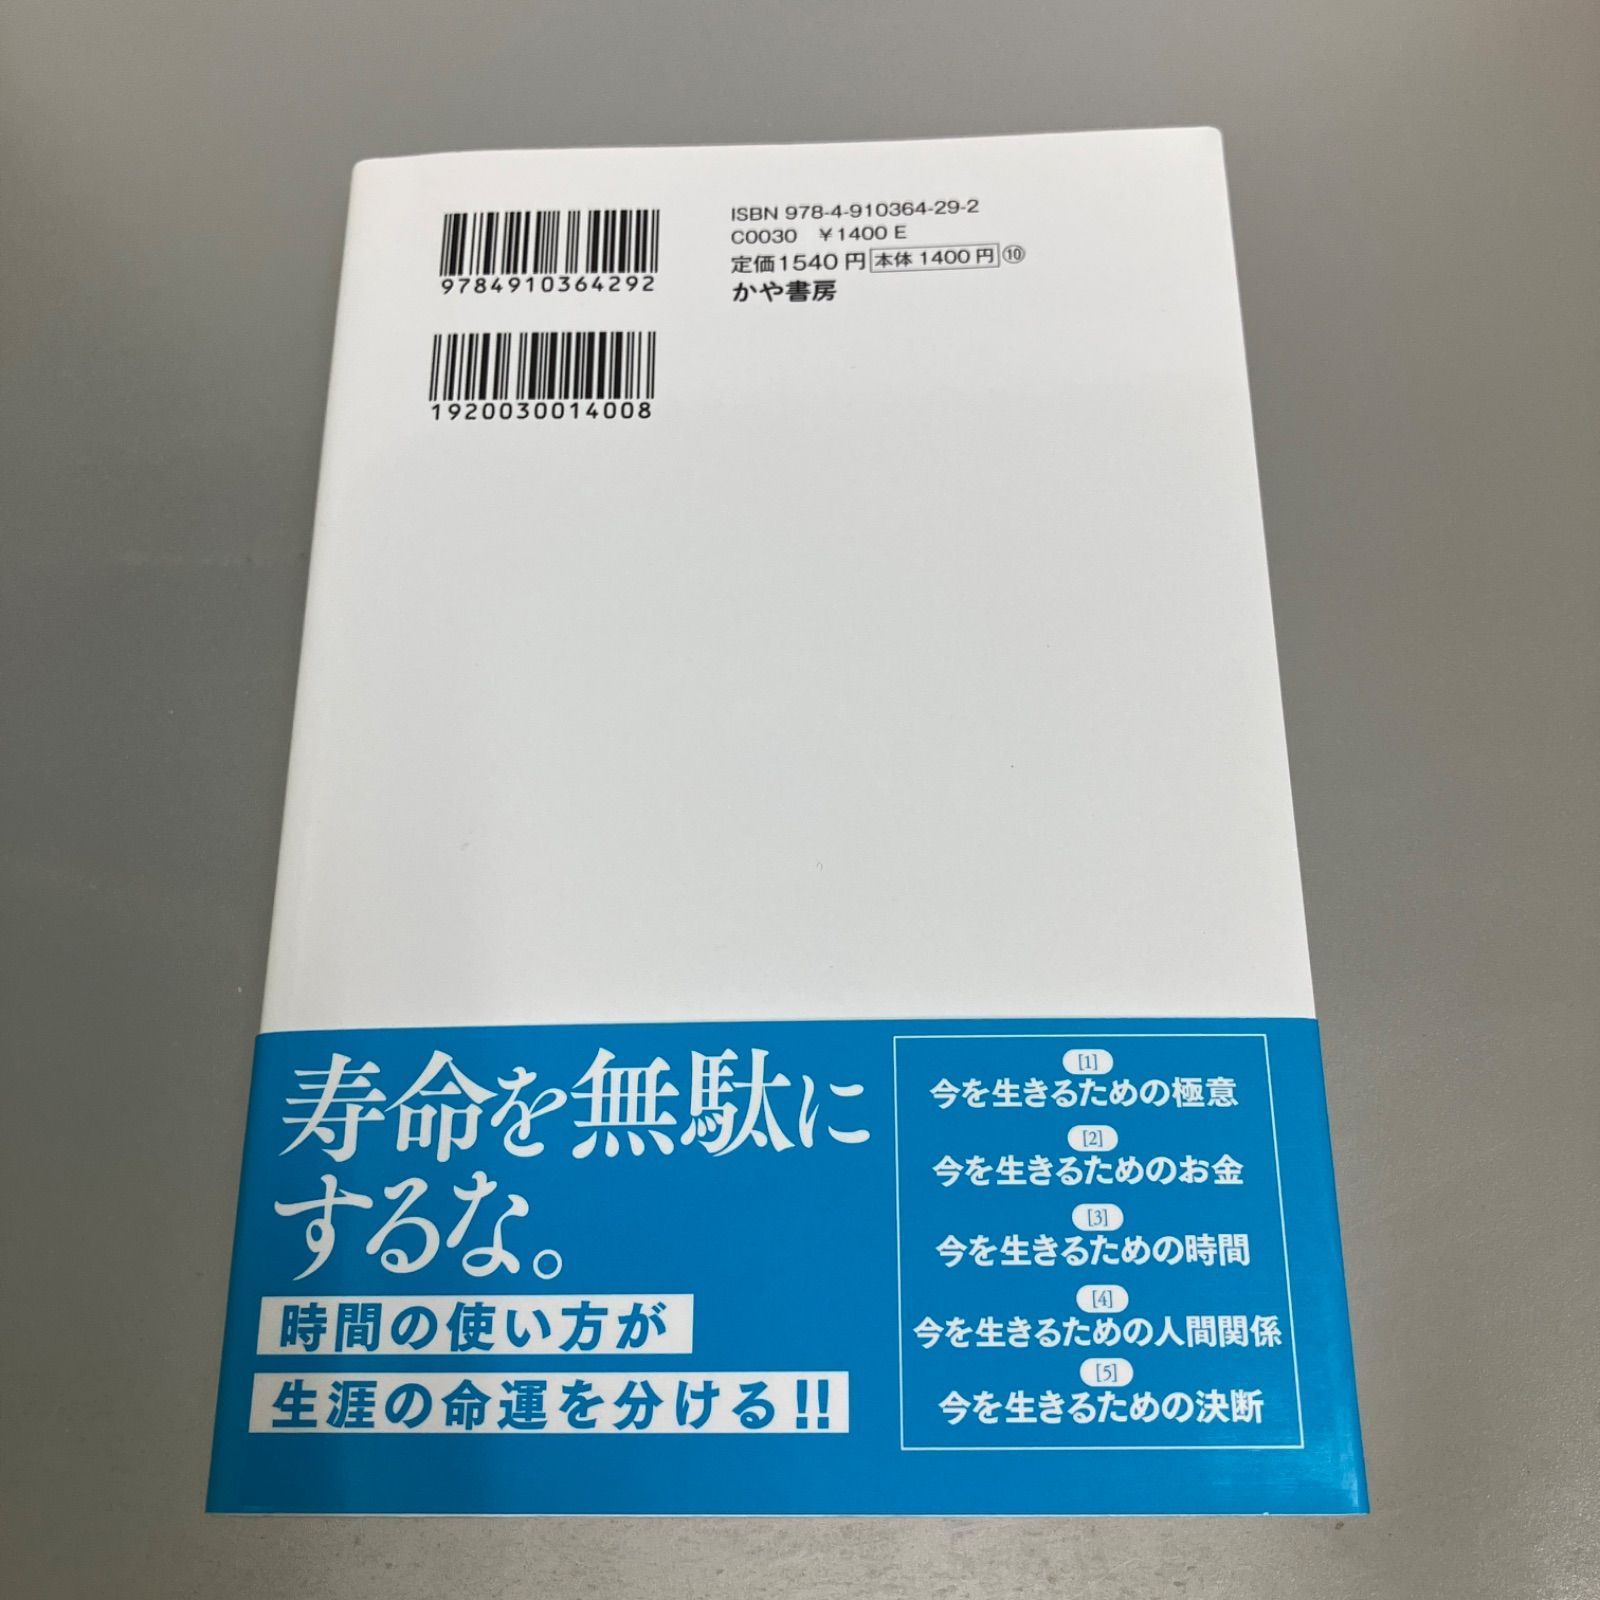 9784910364292
1920030014008
ISBN 978-4-910364-29-2
C0030 ¥1400 E
定価1540円 本体1400円 ⑩
かや書房
寿命を無駄に
するな。
時間の使い方が
生涯の命運を分ける!!
[1]
今を生きるための極意
[2]
今を生きるためのお金
[3]
今を生きるための時間
[4]
今を生きるための人間関係
[5]
今を生きるための決断